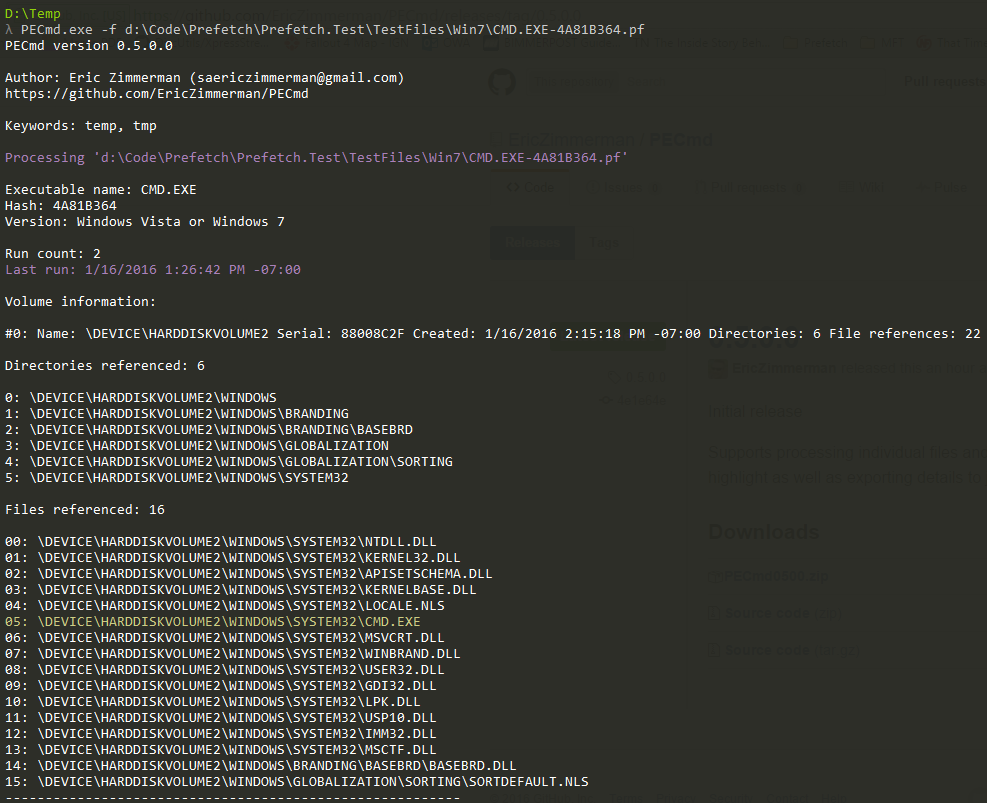 D:\Temp
λ PECmd.exe -f d:\Code\Prefetch\Prefetch.Test\TestFiles\Win7\CMD.EXE-4A81B364.pf
PECmd version 0.5.0.0
Author: Eric Zimmerman (saericzimmerman@gmail.com)
https://github.com/EricZimmerman/PECmd
Keywords: temp, tmp
Processing 'd:\Code\Prefetch\Prefetch.Test\TestFiles\Win7\CMD.EXE-4A81B364.pf'
Executable name: CMD.EXE
Hash: 4A81B364
Version: Windows Vista or Windows 7
Run count: 2
Last run: 1/16/2016 1:26:42 PM -07:00
Volume information:
#0: Name: \DEVICE\HARDDISKVOLUME2 Serial: 88008C2F Created: 1/16/2016 2:15:18 PM -07:00 Directories: 6 File references: 22
Directories referenced: 6
0: \DEVICE\HARDDISKVOLUME2\WINDOWS
1: \DEVICE\HARDDISKVOLUME2\WINDOWS\BRANDING
2: \DEVICE\HARDDISKVOLUME2\WINDOWS\BRANDING\BASEBRD
3: \DEVICE\HARDDISKVOLUME2\WINDOWS\GLOBALIZATION
4: \DEVICE\HARDDISKVOLUME2\WINDOWS\GLOBALIZATION\SORTING
5: \DEVICE\HARDDISKVOLUME2\WINDOWS\SYSTEM32
Files referenced: 16
00: \DEVICE\HARDDISKVOLUME2\WINDOWS\SYSTEM32\NTDLL.DLL
01: \DEVICE\HARDDISKVOLUME2\WINDOWS\SYSTEM32\KERNEL32.DLL
02: \DEVICE\HARDDISKVOLUME2\WINDOWS\SYSTEM32\APISETSCHEMA.DLL
03: \DEVICE\HARDDISKVOLUME2\WINDOWS\SYSTEM32\KERNELBASE.DLL
04: \DEVICE\HARDDISKVOLUME2\WINDOWS\SYSTEM32\LOCALE.NLS
05: \DEVICE\HARDDISKVOLUME2\WINDOWS\SYSTEM32\CMD.EXE
06: \DEVICE\HARDDISKVOLUME2\WINDOWS\SYSTEM32\MSVCRT.DLL
07: \DEVICE\HARDDISKVOLUME2\WINDOWS\SYSTEM32\WINBRAND.DLL
08: \DEVICE\HARDDISKVOLUME2\WINDOWS\SYSTEM32\USER32.DLL
09: \DEVICE\HARDDISKVOLUME2\WINDOWS\SYSTEM32\GDI32.DLL
10: \DEVICE\HARDDISKVOLUME2\WINDOWS\SYSTEM32\LPK.DLL
11: \DEVICE\HARDDISKVOLUME2\WINDOWS\SYSTEM32\USP10.DLL
12: \DEVICE\HARDDISKVOLUME2\WINDOWS\SYSTEM32\IMM32.DLL
13: \DEVICE\HARDDISKVOLUME2\WINDOWS\SYSTEM32\MSCTF.DLL
14: \DEVICE\HARDDISKVOLUME2\WINDOWS\BRANDING\BASEBRD\BASEBRD.DLL
15: \DEVICE\HARDDISKVOLUME2\WINDOWS\GLOBALIZATION\SORTING\SORTDEFAULT.NLS
---------------------------------------------------------
Pull requests
EricZimmerman PECmd
Code
Downloads
Source code
Source code